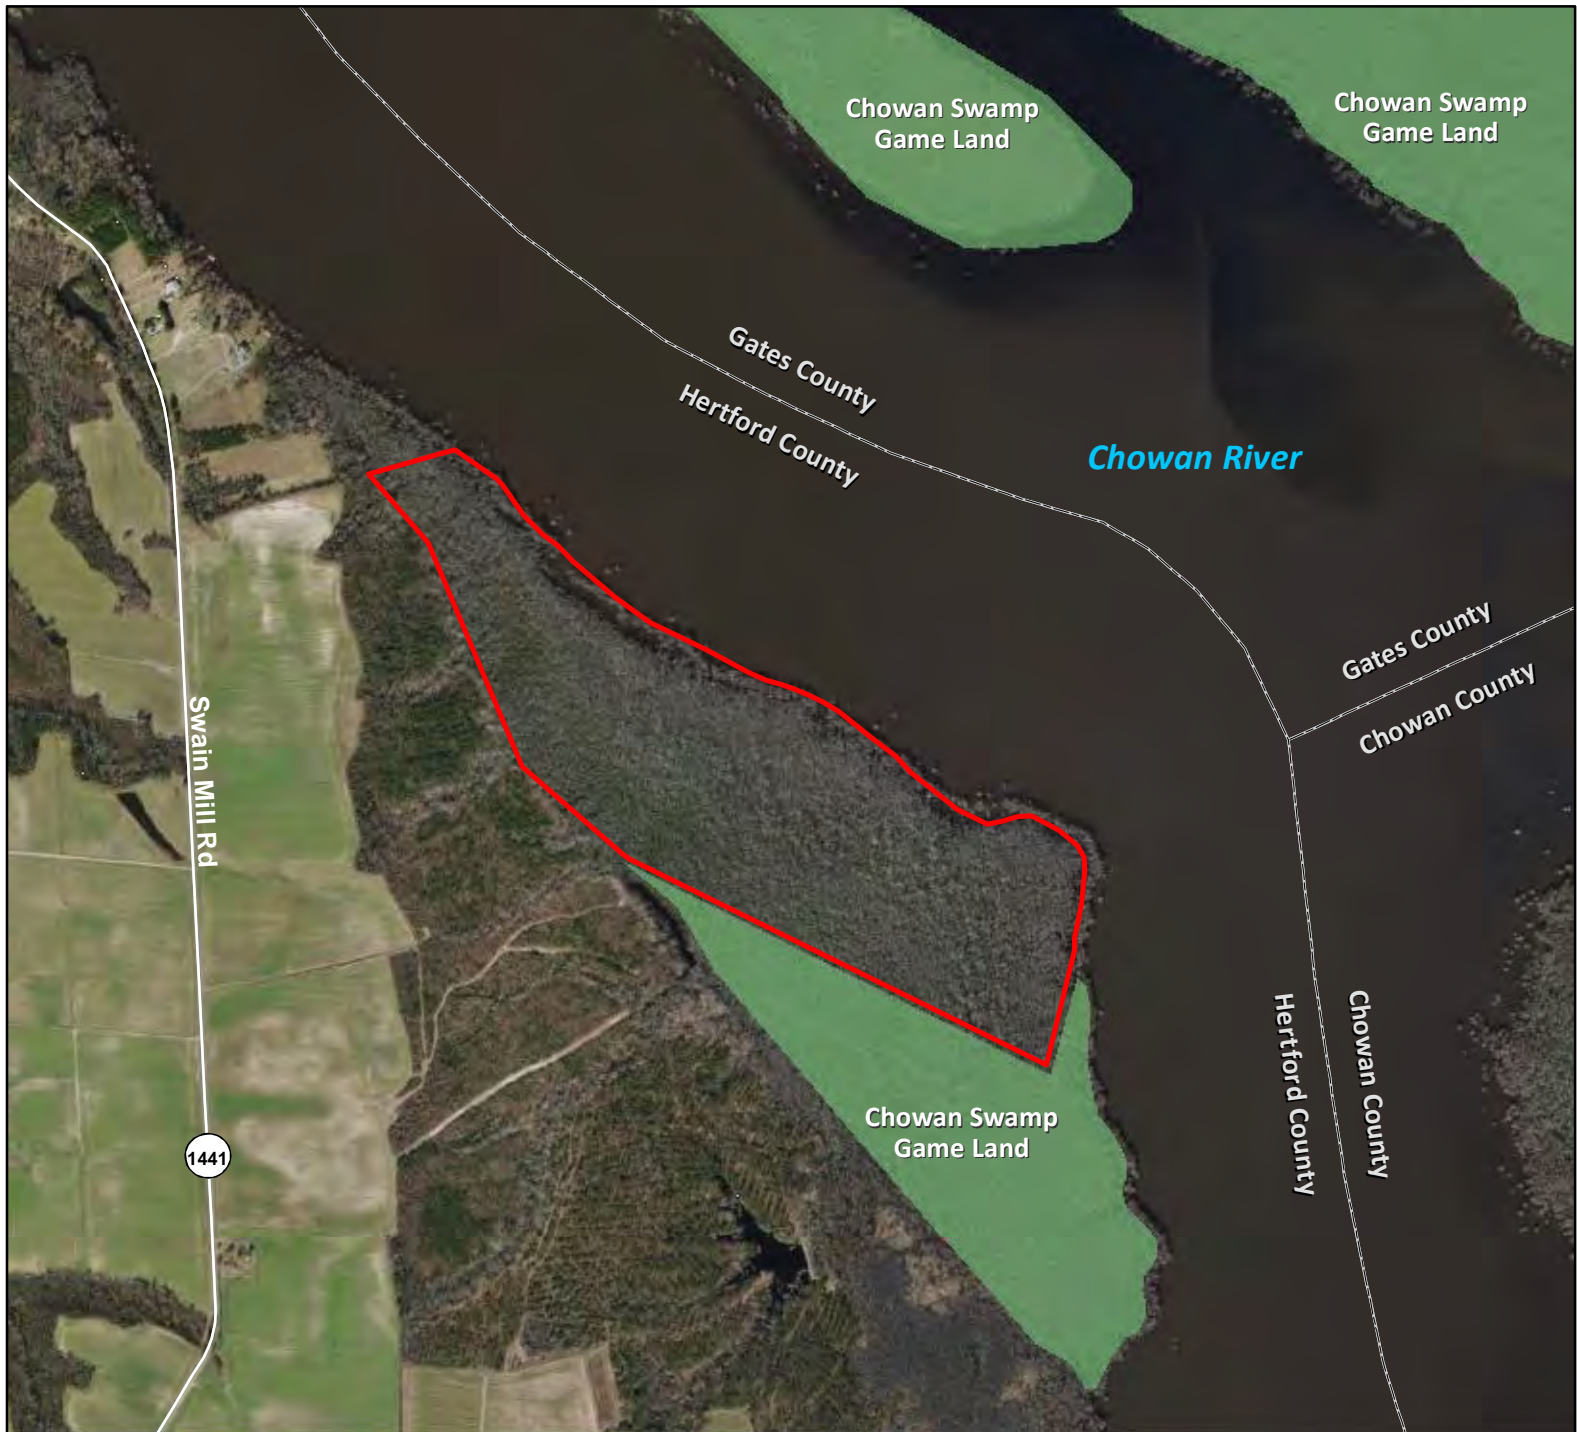 Chowan Swamp
Game Land
Chowan Swamp
Game Land
Gates County
Hertford County
Chowan River
Gates County
Chowan County
Swain Mill Rd
Hertford County
Chowan County
Chowan Swamp
Game Land
1441